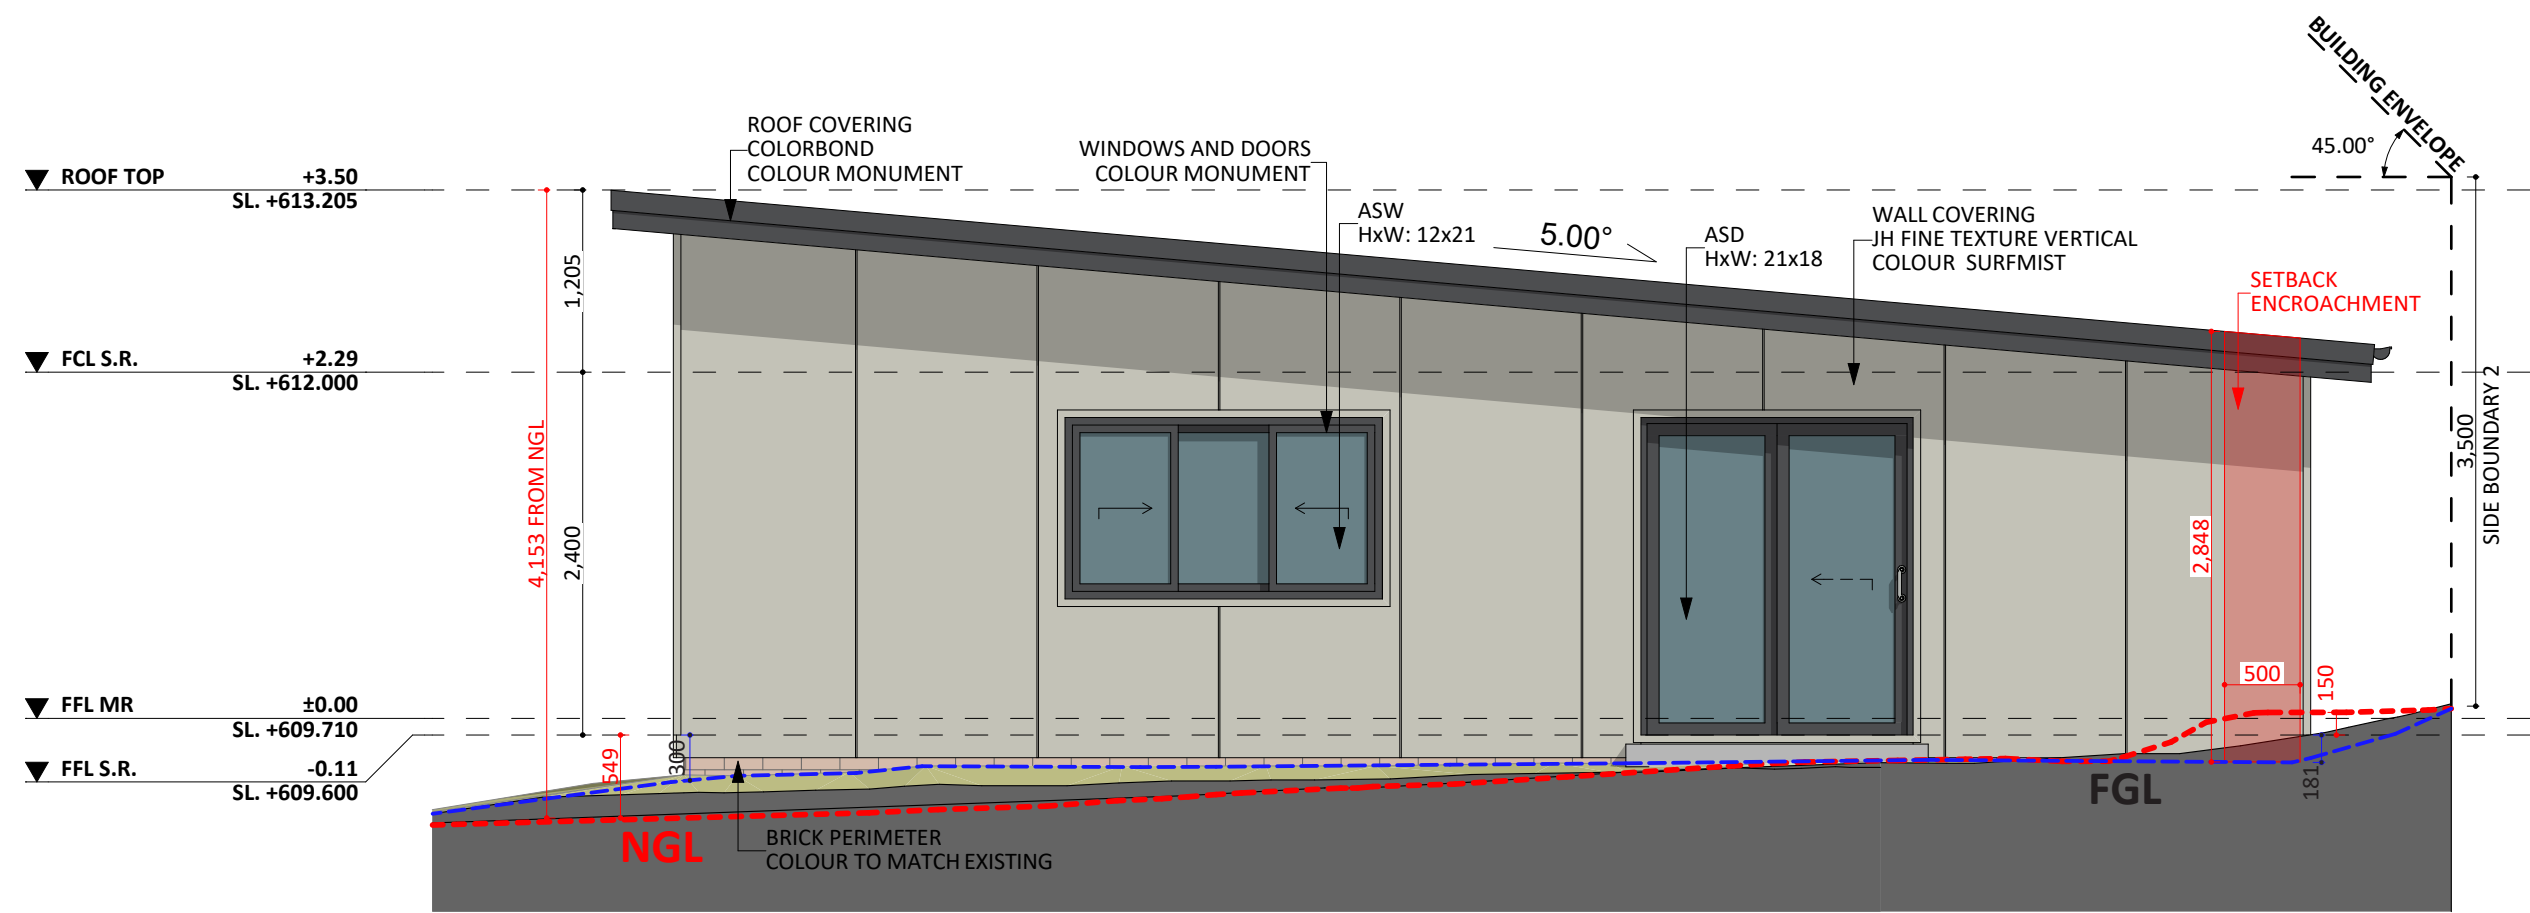 BUILDING ENVELOPE
45.00°
ROOF COVERING
COLORBOND
COLOUR MONUMENT
WINDOWS AND DOORS
COLOUR MONUMENT
ROOF TOP +3.50
SL. +613.205
ASW
HxW: 12x21
5.00°
ASD
HxW: 21x18
WALL COVERING
JH FINE TEXTURE VERTICAL
COLOUR SURFMIST
SETBACK
ENCROACHMENT
1,205
FCL S.R. +2.29
SL. +612.000
4,153 FROM NGL
2,400
2,848
3,500
SIDE BOUNDARY 2
500
150
FFL MR ±0.00
SL. +609.710
FFL S.R. -0.11
SL. +609.600
549
300
181
FGL
NGL
BRICK PERIMETER
COLOUR TO MATCH EXISTING